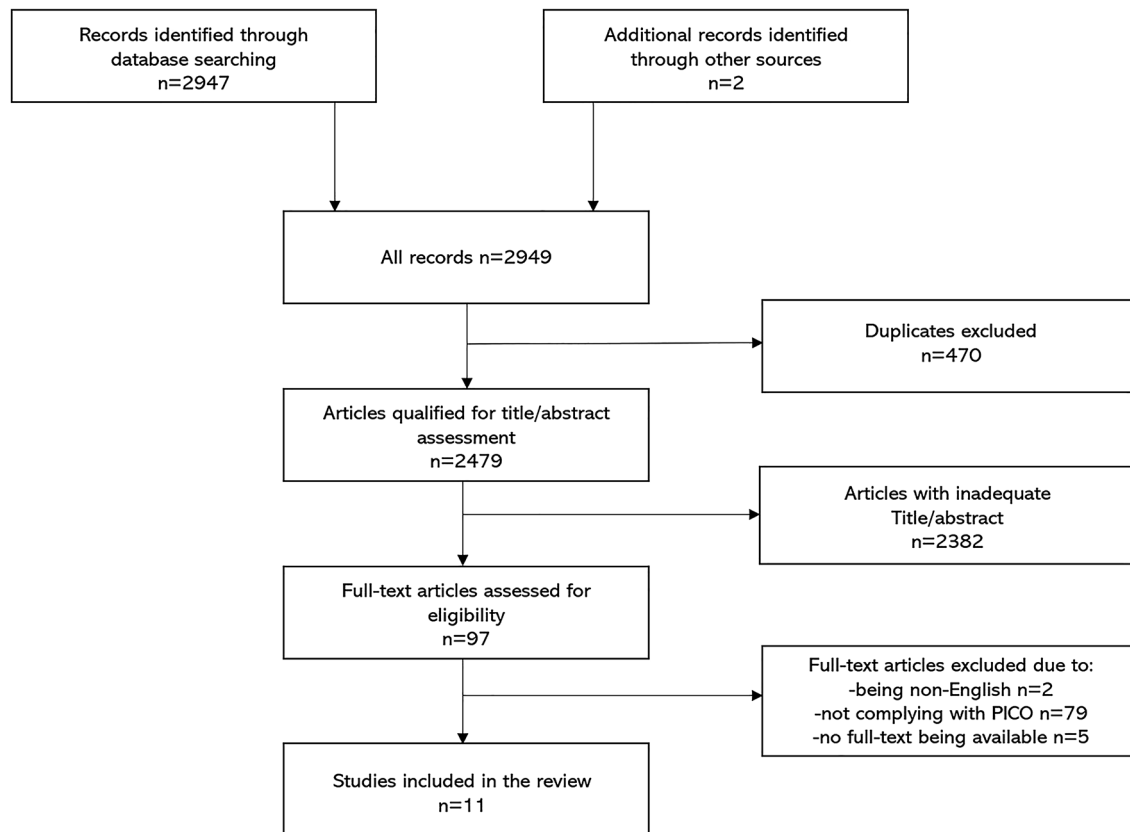 Records identified through
database searching
n=2947
Additional records identified
through other sources
n=2
All records n=2949
Duplicates excluded
n=470
Articles qualified for title/abstract
assessment
n=2479
Articles with inadequate
Title/abstract
n=2382
Full-text articles assessed for
eligibility
n=97
Full-text articles excluded due to:
-being non-English n=2
-not complying with PICO n=79
-no full-text being available n=5
Studies included in the review
n=11